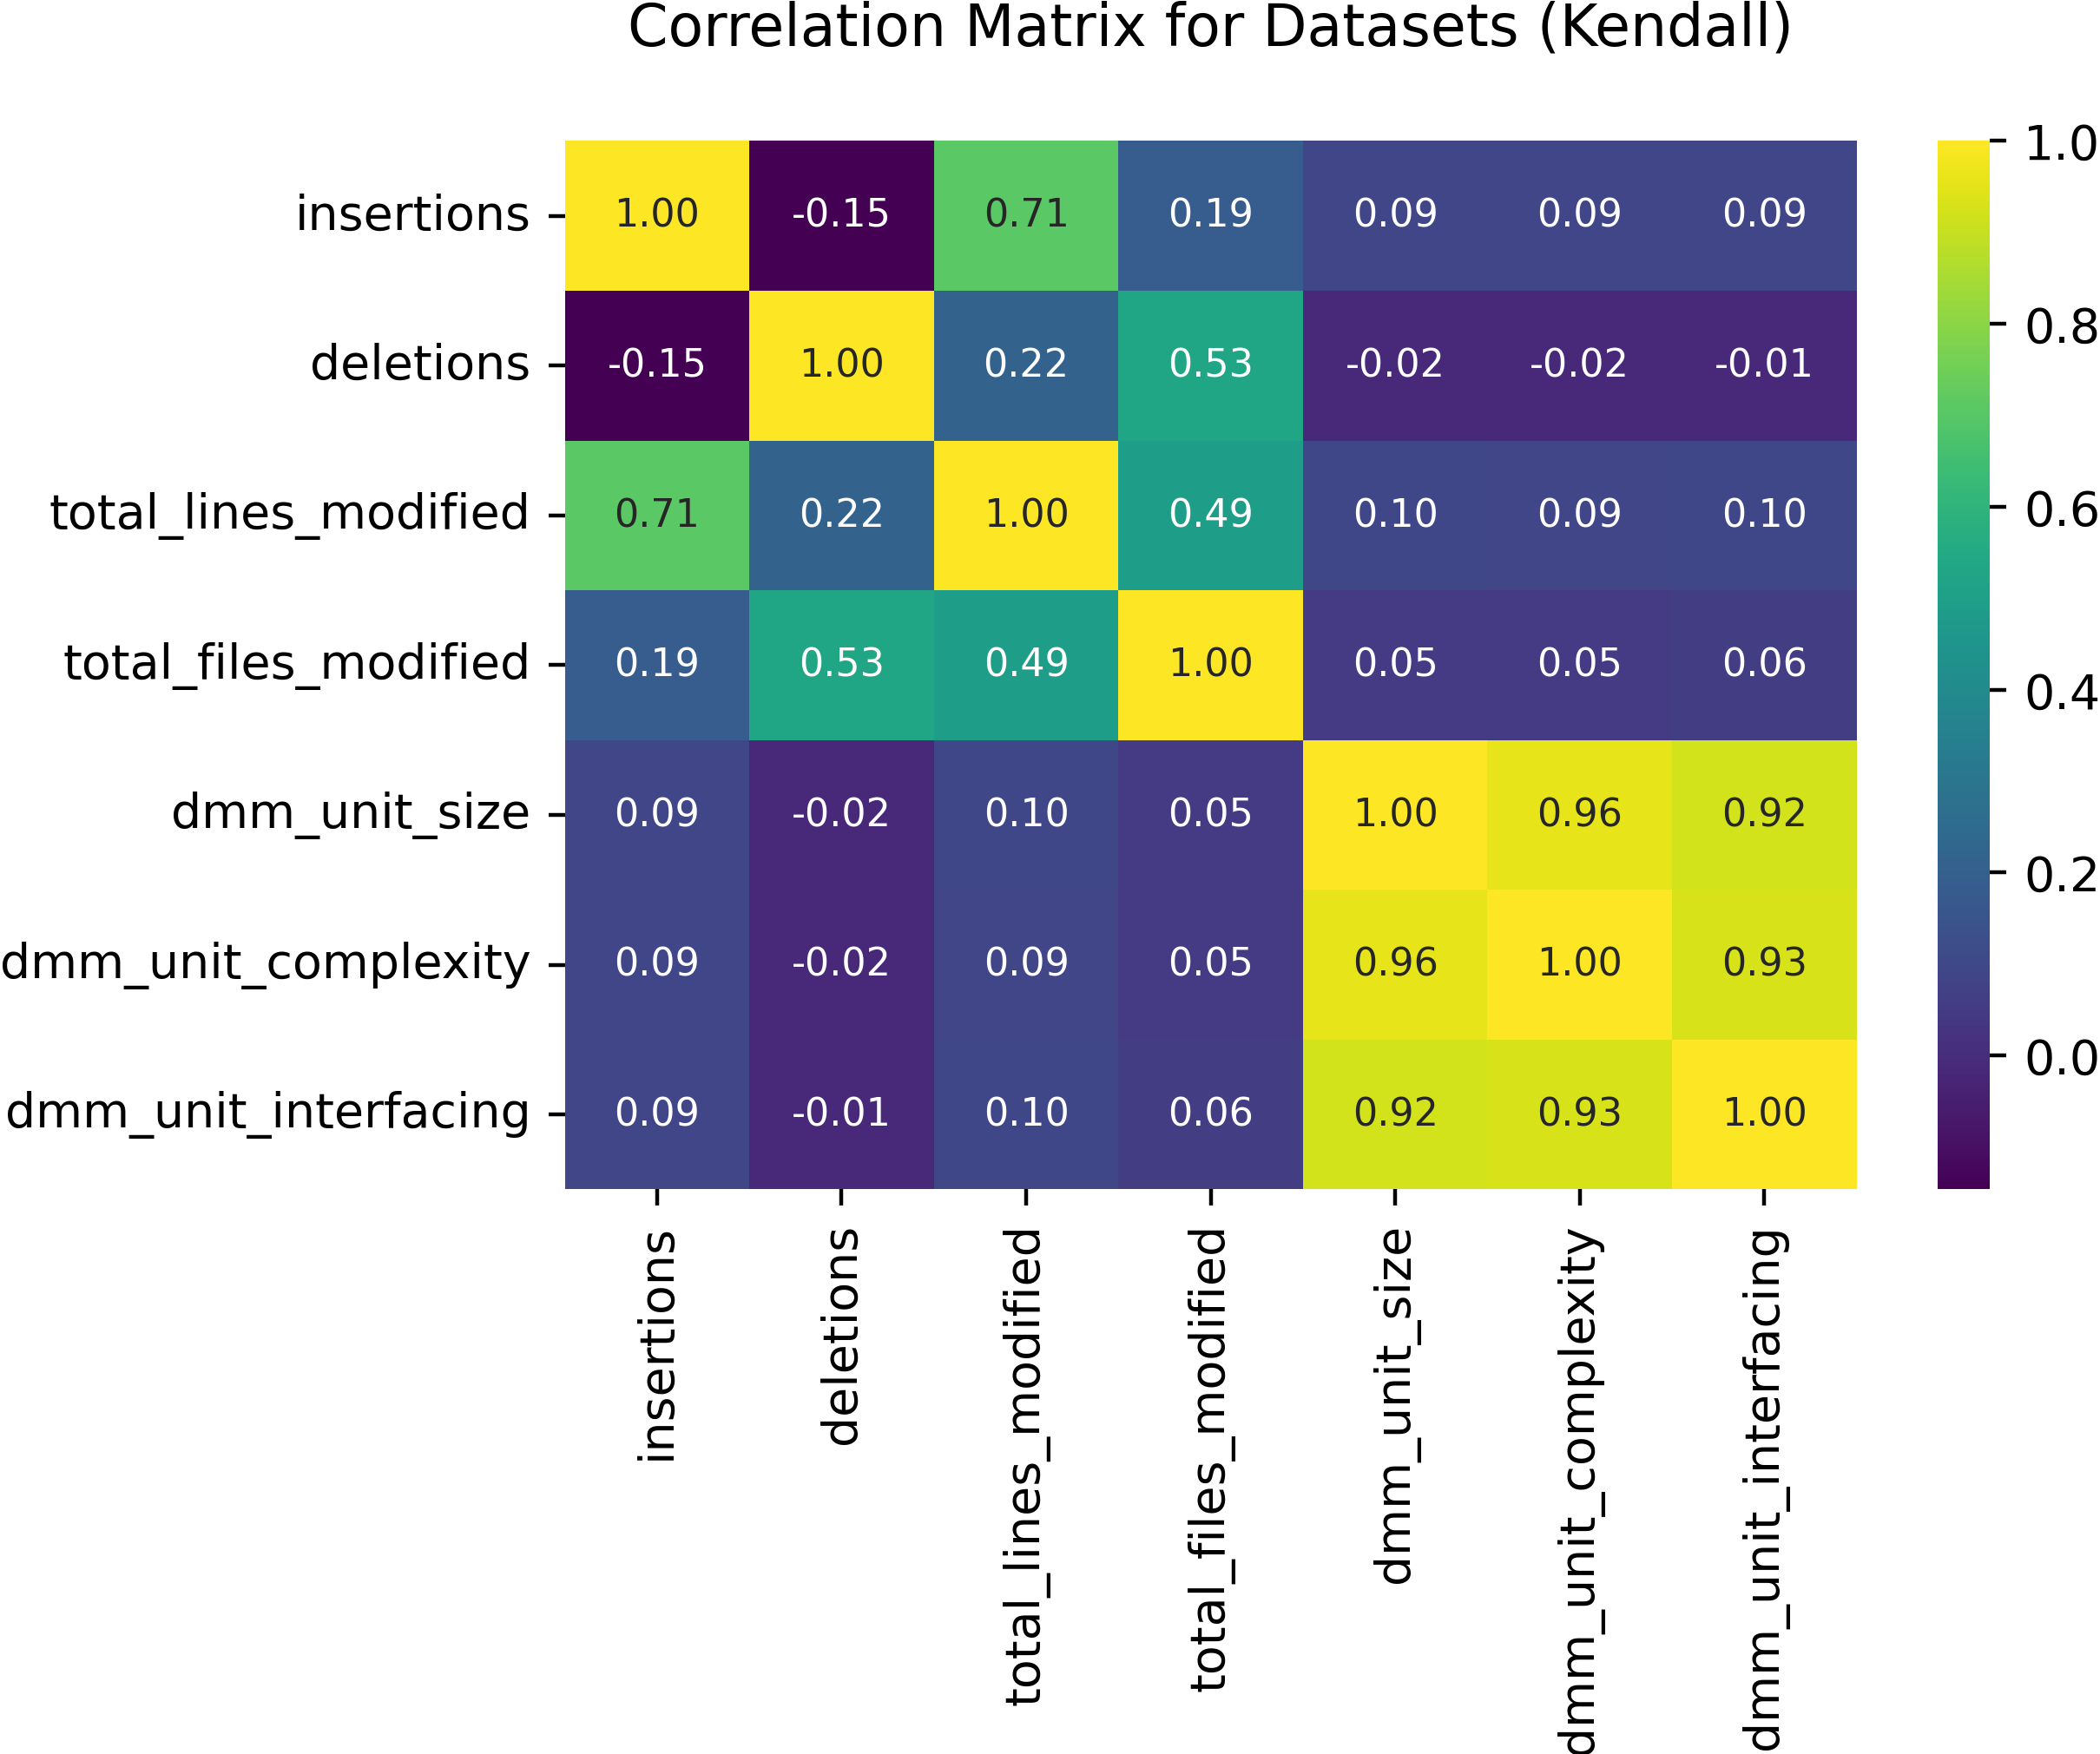 Correlation Matrix for Datasets (Kendall)
insertions 1.00 -0.15 0.71 0.19 0.09 0.09 0.09
deletions -0.15 1.00 0.22 0.53 -0.02 -0.02 -0.01
total_lines_modified 0.71 0.22 1.00 0.49 0.10 0.09 0.10
total_files_modified 0.19 0.53 0.49 1.00 0.05 0.05 0.06
dmm_unit_size 0.09 -0.02 0.10 0.05 1.00 0.96 0.92
dmm_unit_complexity 0.09 -0.02 0.09 0.05 0.96 1.00 0.93
dmm_unit_interfacing 0.09 -0.01 0.10 0.06 0.92 0.93 1.00
insertions
deletions
total_lines_modified
total_files_modified
dmm_unit_size
dmm_unit_complexity
dmm_unit_interfacing
1.0
0.8
0.6
0.4
0.2
0.0